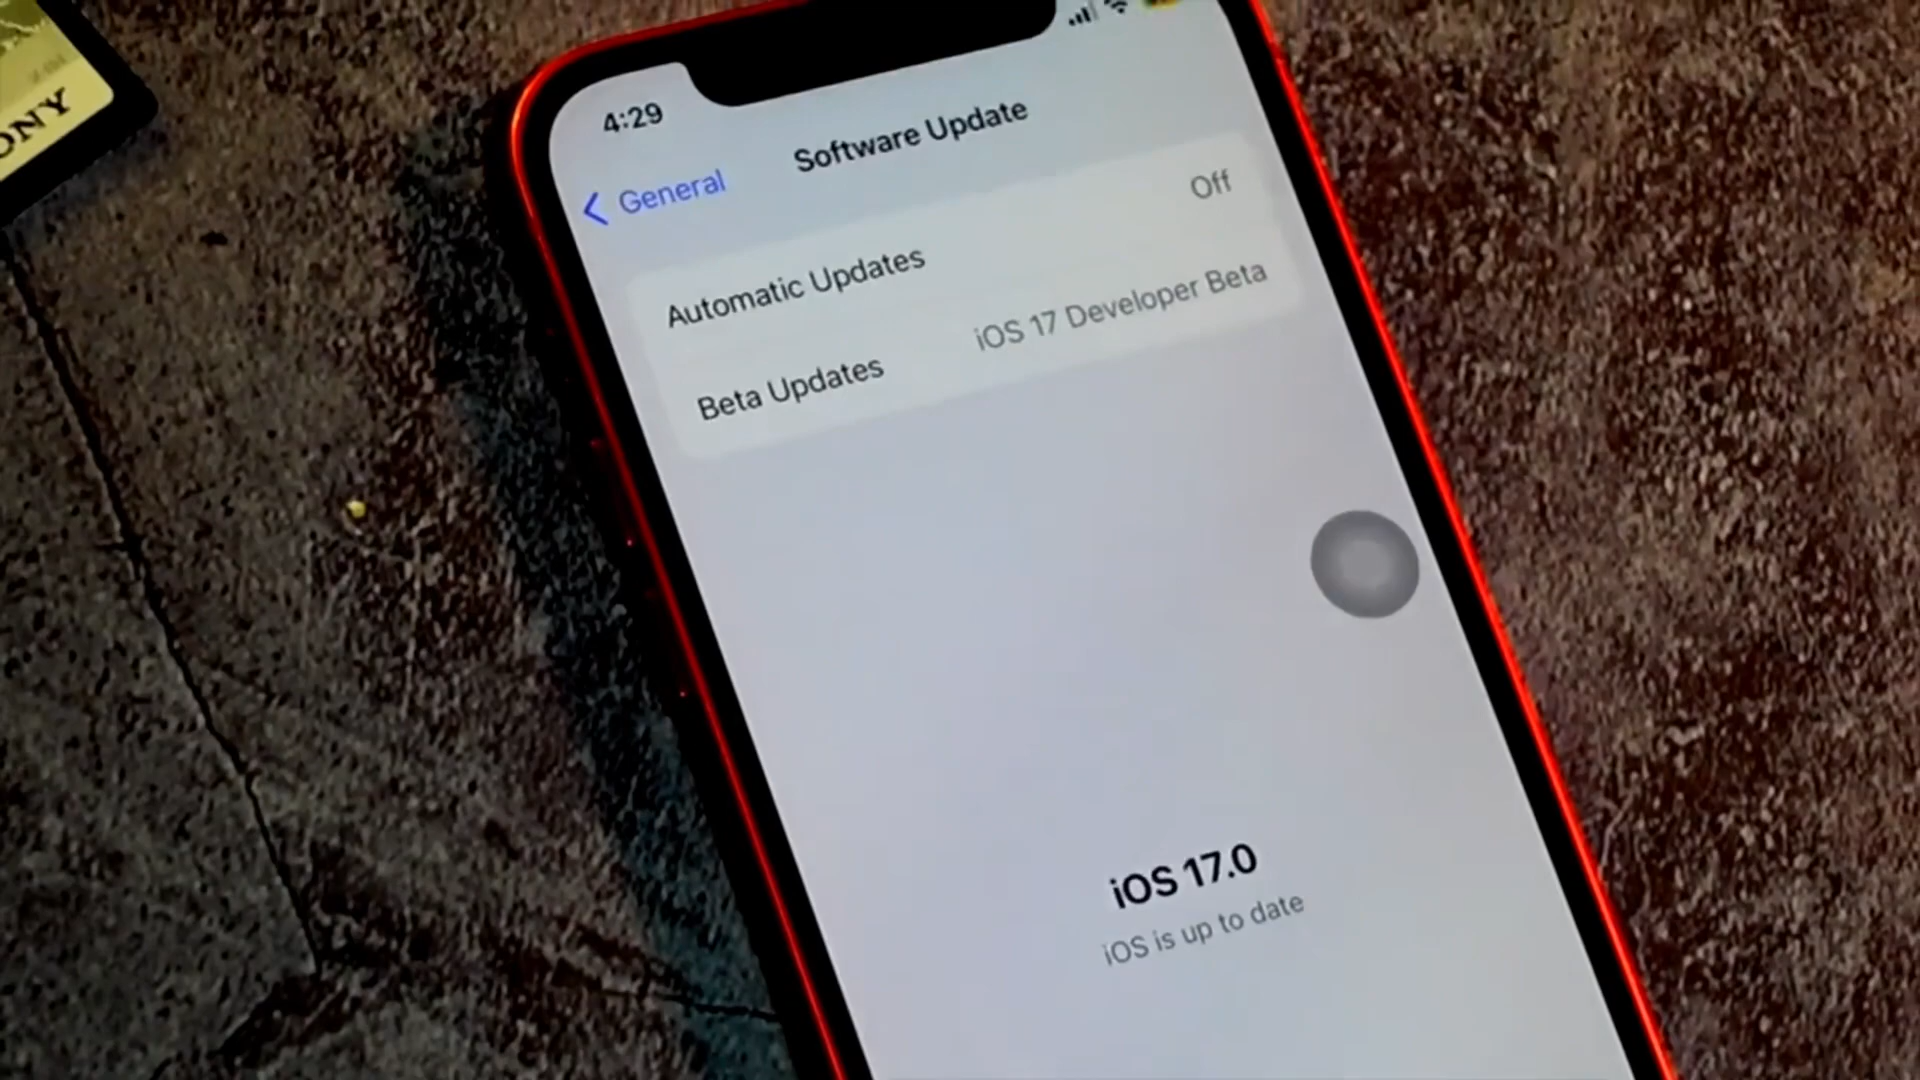 ONY
4:29
Software Update
General
Automatic Updates Off
Beta Updates iOS 17 Developer Beta
iOS 17.0
iOS is up to date